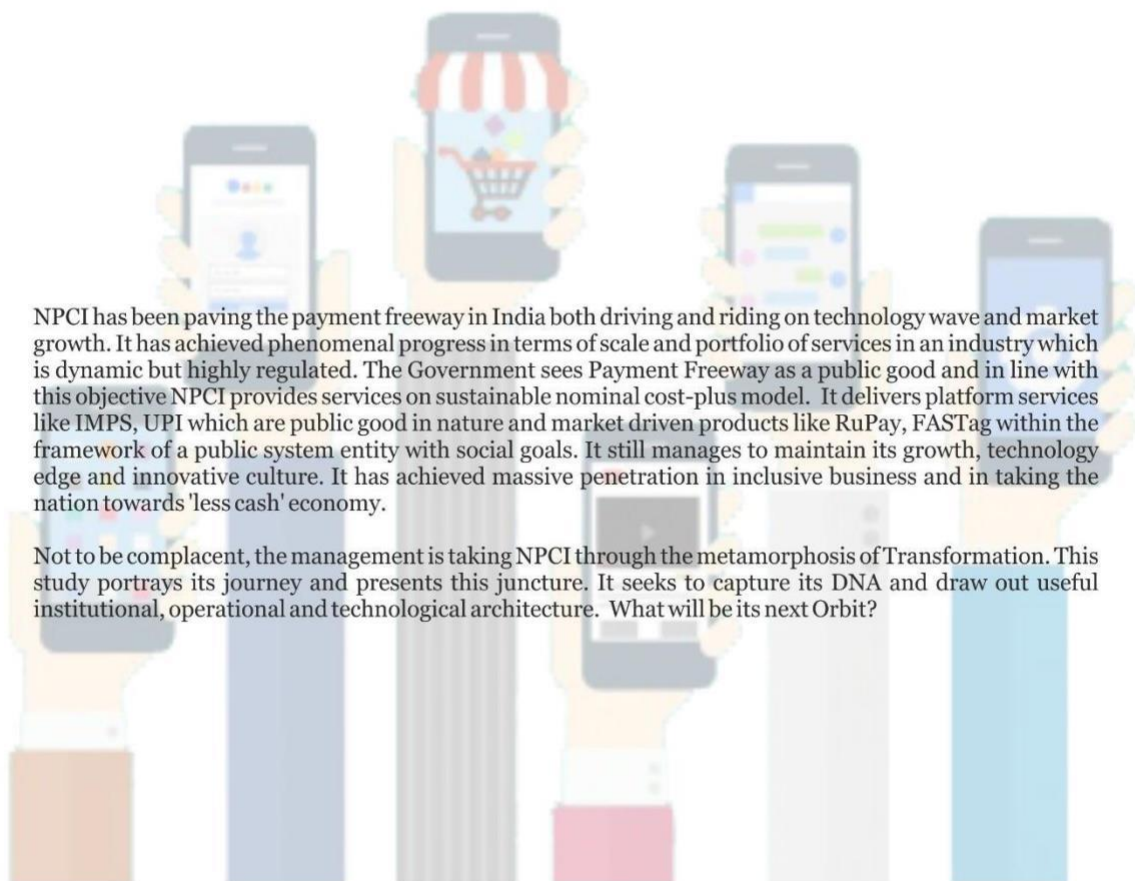 NPCI has been paving the payment freeway in India both driving and riding on technology wave and market
growth. It has achieved phenomenal progress in terms of scale and portfolio of services in an industry which
is dynamic but highly regulated. The Government sees Payment Freeway as a public good and in line with
this objective NPCI provides services on sustainable nominal cost-plus model. It delivers platform services
like IMPS, UPI which are public good in nature and market driven products like RuPay, FASTag within the
framework of a public system entity with social goals. It still manages to maintain its growth, technology
edge and innovative culture. It has achieved massive penetration in inclusive business and in taking the
nation towards 'less cash' economy.
Not to be complacent, the management is taking NPCI through the metamorphosis of Transformation. This
study portrays its journey and presents this juncture. It seeks to capture its DNA and draw out useful
institutional, operational and technological architecture. What will be its next Orbit?